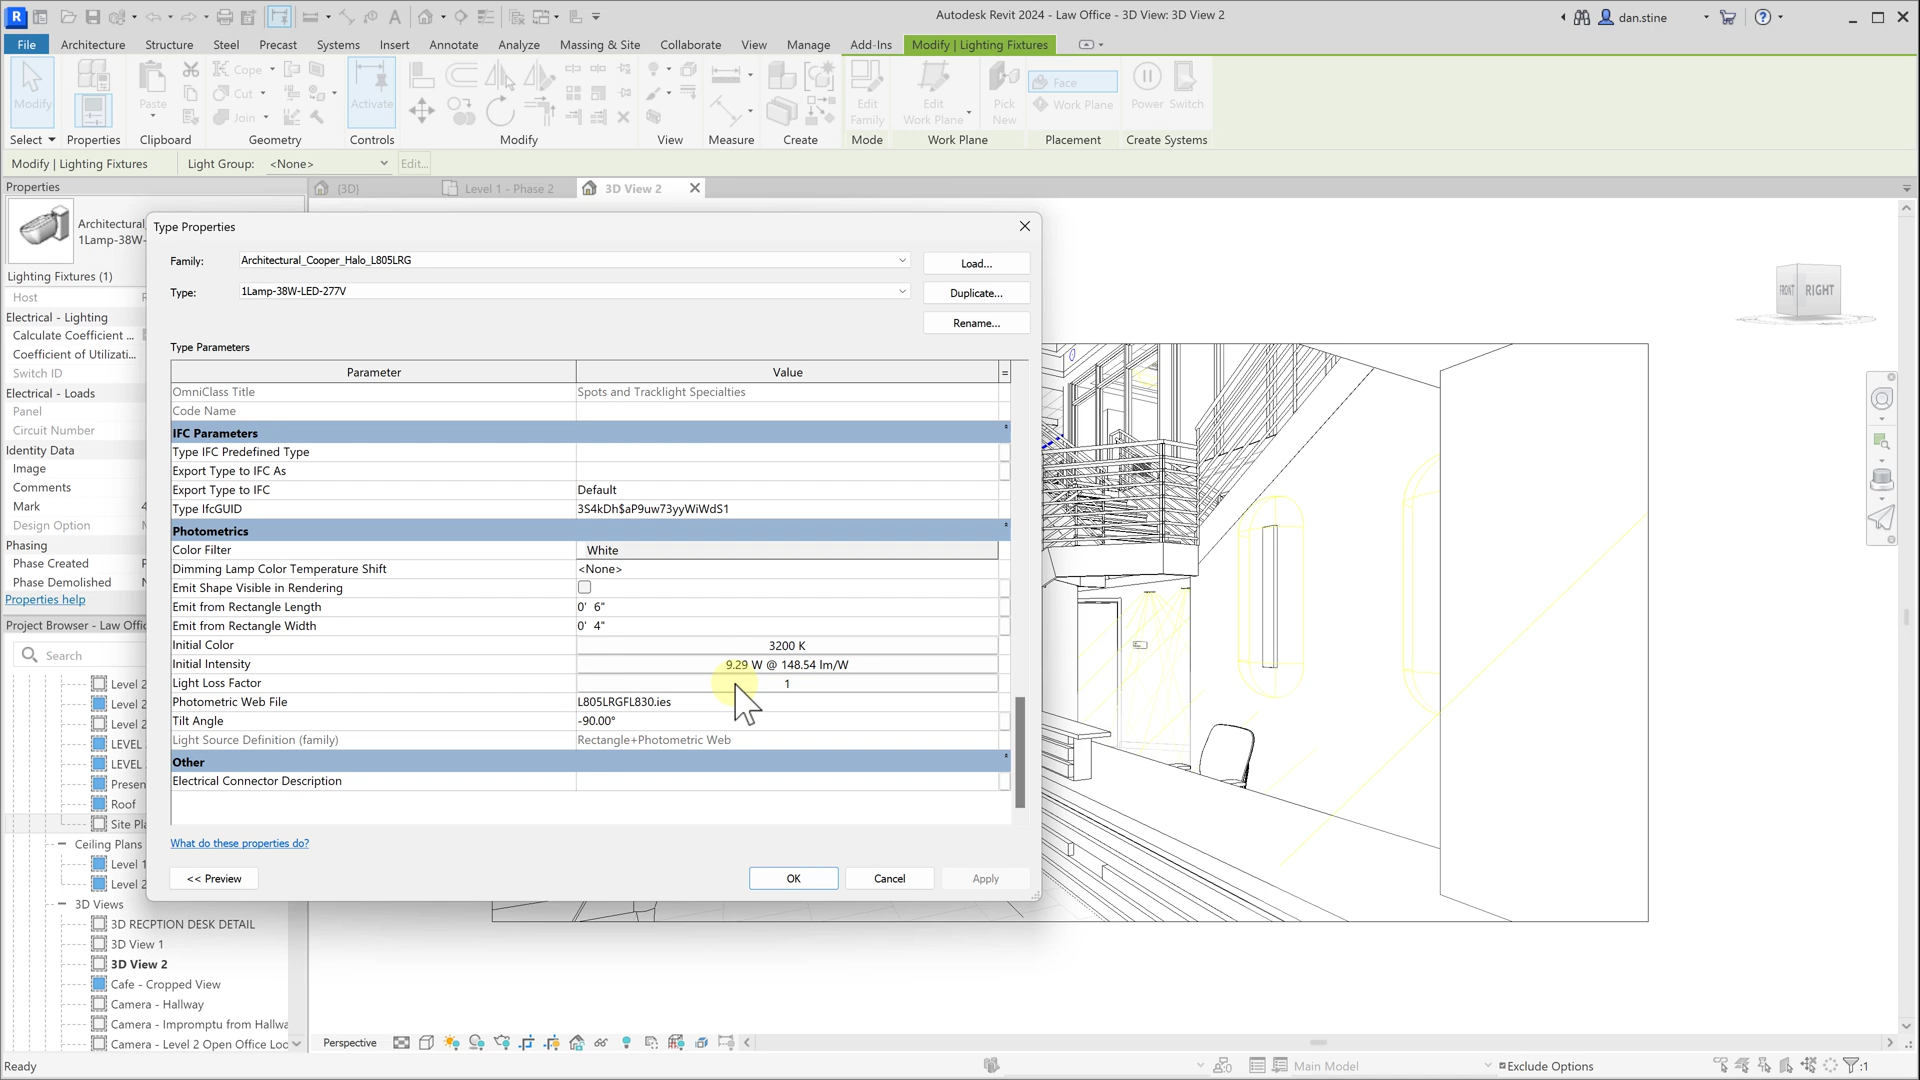 Autodesk Revit 2024 - Law Office - 3D View: 3D View 2
dan.stine
File Architecture Structure Steel Precast Systems Insert Annotate Analyze Massing & Site Collaborate View Manage Add-Ins Modify | Lighting Fixtures
Modify
Paste
Cope
Cut
Join
Activate
Edit Family
Edit Work Plane
Pick New
Face
Work Plane
Power Switch
Select Properties Clipboard Geometry Controls Modify View Measure Create Mode Work Plane Placement Create Systems
Modify | Lighting Fixtures Light Group: <None> Edit...
Properties
{3D} Level 1 - Phase 2 3D View 2
Architectural_
1Lamp-38W-
Lighting Fixtures (1)
Host
Electrical - Lighting
Calculate Coefficient ...
Coefficient of Utilizati...
Switch ID
Electrical - Loads
Panel
Circuit Number
Identity Data
Image
Comments
Mark 4
Design Option
Phasing
Phase Created
Phase Demolished
Properties help
Project Browser - Law Offic
Search
Level 2
Level 2
Level 2
LEVEL
LEVEL
Presen
Roof
Site Pla
Ceiling Plans
Level 1
Level 2
3D Views
3D RECPTION DESK DETAIL
3D View 1
3D View 2
Cafe - Cropped View
Camera - Hallway
Camera - Impromptu from Hallwa
Camera - Level 2 Open Office Loc
Type Properties
Family: Architectural_Cooper_Halo_L805LRG Load...
Type: 1Lamp-38W-LED-277V Duplicate...
Rename...
Type Parameters
Parameter Value =
OmniClass Title Spots and Tracklight Specialties
Code Name
IFC Parameters
Type IFC Predefined Type
Export Type to IFC As
Export Type to IFC Default
Type IfcGUID 3S4kDh$aP9uw73yyWiWdS1
Photometrics
Color Filter White
Dimming Lamp Color Temperature Shift <None>
Emit Shape Visible in Rendering
Emit from Rectangle Length 0' 6"
Emit from Rectangle Width 0' 4"
Initial Color 3200 K
Initial Intensity 9.29 W @ 148.54 lm/W
Light Loss Factor 1
Photometric Web File L805LRGFL830.ies
Tilt Angle -90.00°
Light Source Definition (family) Rectangle+Photometric Web
Other
Electrical Connector Description
What do these properties do?
<< Preview OK Cancel Apply
FRONT RIGHT
Perspective
Ready Main Model Exclude Options :1